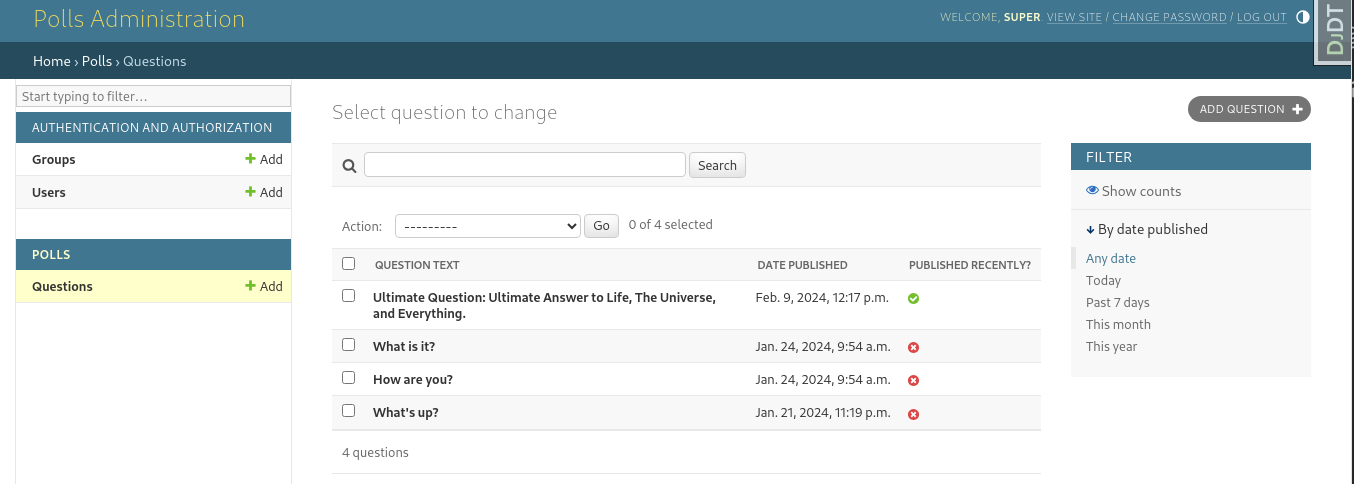 Polls Administration
WELCOME, SUPER VIEW SITE / CHANGE PASSWORD / LOG OUT
DJDT
Home › Polls › Questions
Start typing to filter…
AUTHENTICATION AND AUTHORIZATION
Groups + Add
Users + Add
POLLS
Questions + Add
Select question to change
ADD QUESTION +
Search
Action: --------- Go 0 of 4 selected
QUESTION TEXT DATE PUBLISHED PUBLISHED RECENTLY?
Ultimate Question: Ultimate Answer to Life, The Universe,
and Everything. Feb. 9, 2024, 12:17 p.m.
What is it? Jan. 24, 2024, 9:54 a.m.
How are you? Jan. 24, 2024, 9:54 a.m.
What's up? Jan. 21, 2024, 11:19 p.m.
4 questions
FILTER
Show counts
↓ By date published
Any date
Today
Past 7 days
This month
This year